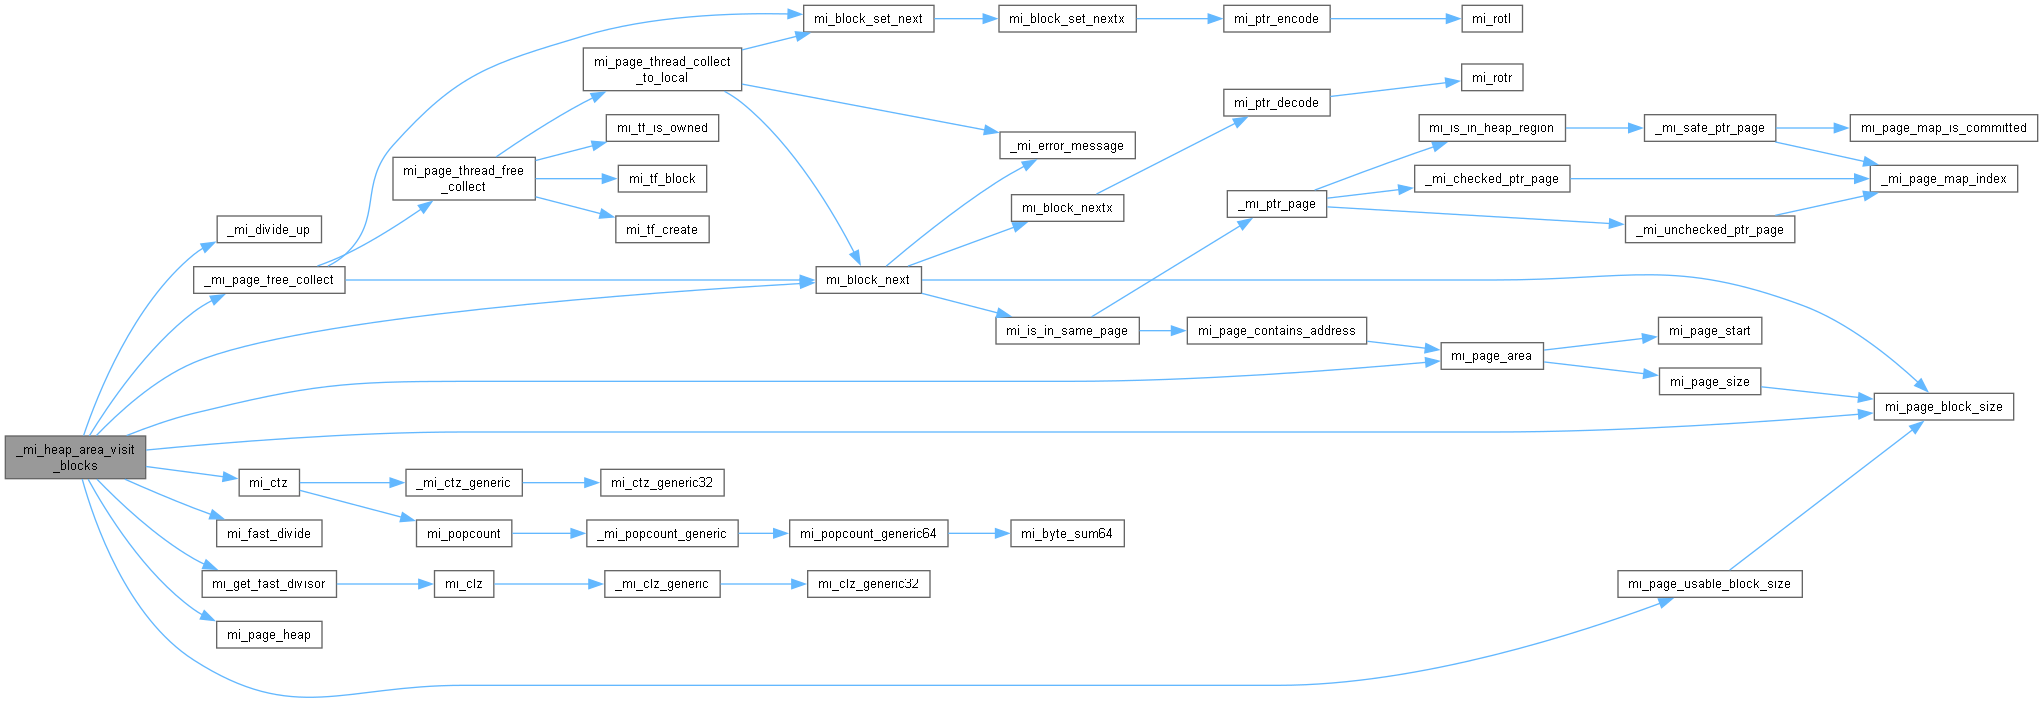 mi_block_set_next
mi_block_set_nextx
mi_ptr_encode
mi_rotl
mi_page_thread_collect
_to_local
mi_rotr
mi_ptr_decode
mi_tf_is_owned
_mi_error_message
mi_is_in_heap_region
_mi_safe_ptr_page
mi_page_map_is_committed
mi_page_thread_free
_collect
mi_tf_block
_mi_checked_ptr_page
_mi_page_map_index
_mi_ptr_page
mi_block_nextx
_mi_divide_up
mi_tf_create
_mi_unchecked_ptr_page
_mi_page_free_collect
mi_block_next
mi_is_in_same_page
mi_page_contains_address
mi_page_start
mi_page_area
mi_page_size
mi_page_block_size
_mi_heap_area_visit
_blocks
mi_ctz
_mi_ctz_generic
mi_ctz_generic32
mi_fast_divide
mi_popcount
_mi_popcount_generic
mi_popcount_generic64
mi_byte_sum64
mi_get_fast_divisor
mi_clz
_mi_clz_generic
mi_clz_generic32
mi_page_usable_block_size
mi_page_heap